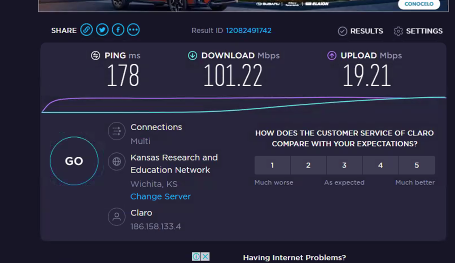 CONOCELO
SHARE
Result ID 12082491742
RESULTS
SETTINGS
PING ms
178
DOWNLOAD Mbps
101.22
UPLOAD Mbps
19.21
GO
Connections
Multi
Kansas Research and
Education Network
Wichita, KS
Change Server
Claro
186.158.133.4
HOW DOES THE CUSTOMER SERVICE OF CLARO
COMPARE WITH YOUR EXPECTATIONS?
1 2 3 4 5
Much worse As expected Much better
Having Internet Problems?